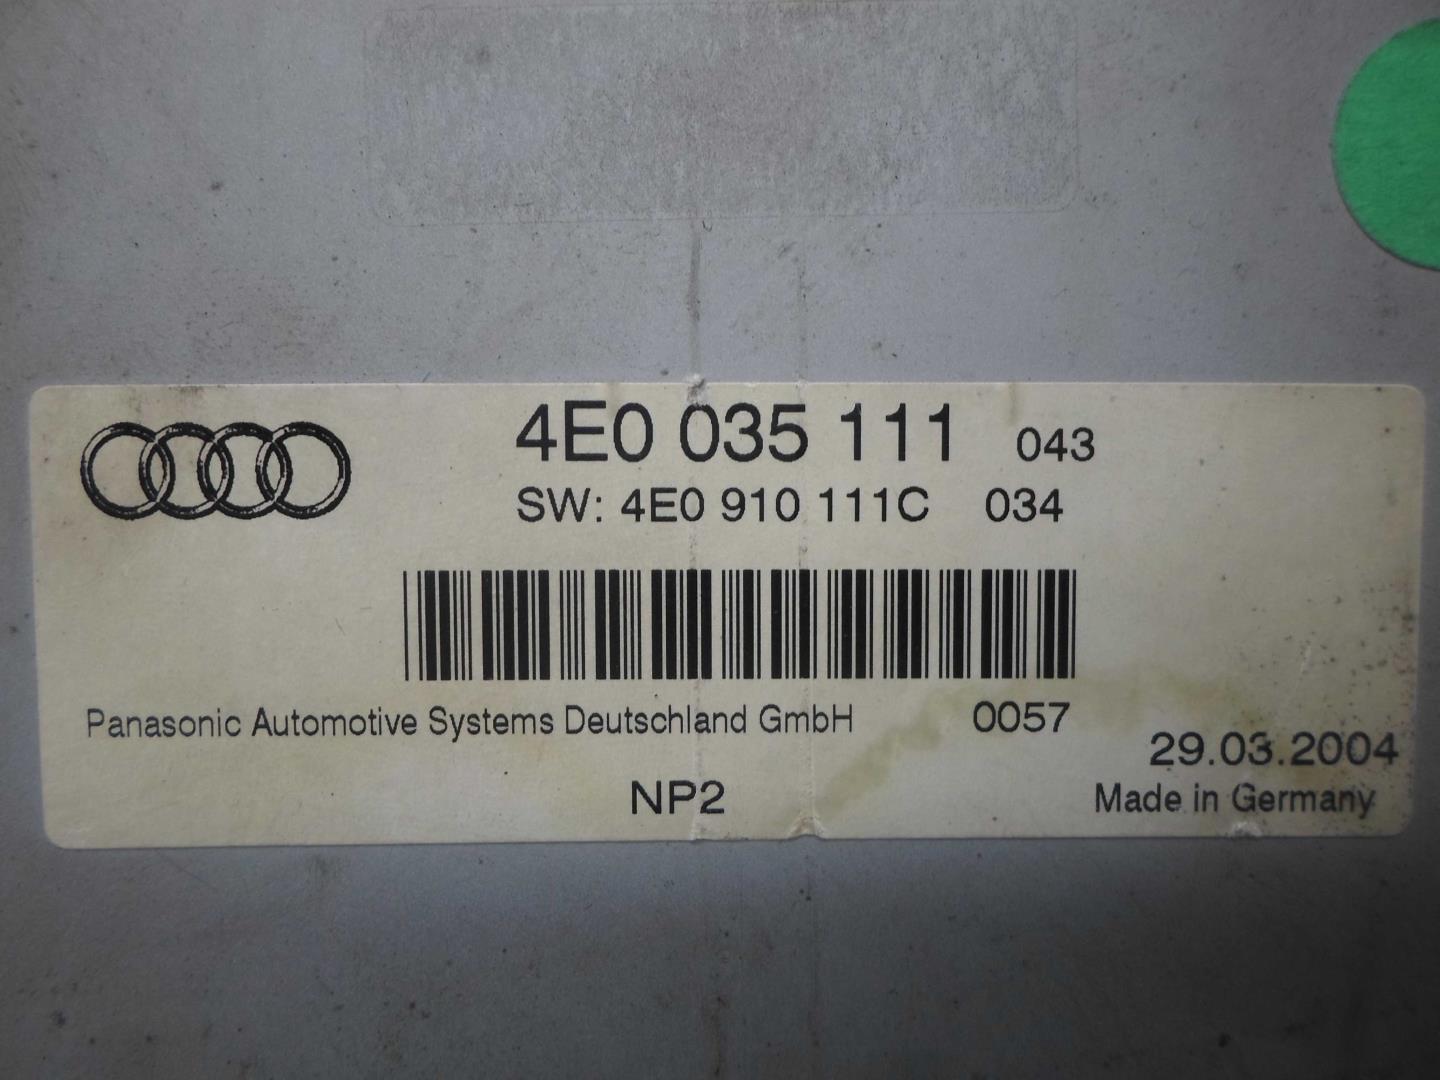 4E0 035 111 043
SW: 4E0 910 111C 034
Panasonic Automotive Systems Deutschland GmbH 0057
29.03.2004
NP2
Made in Germany